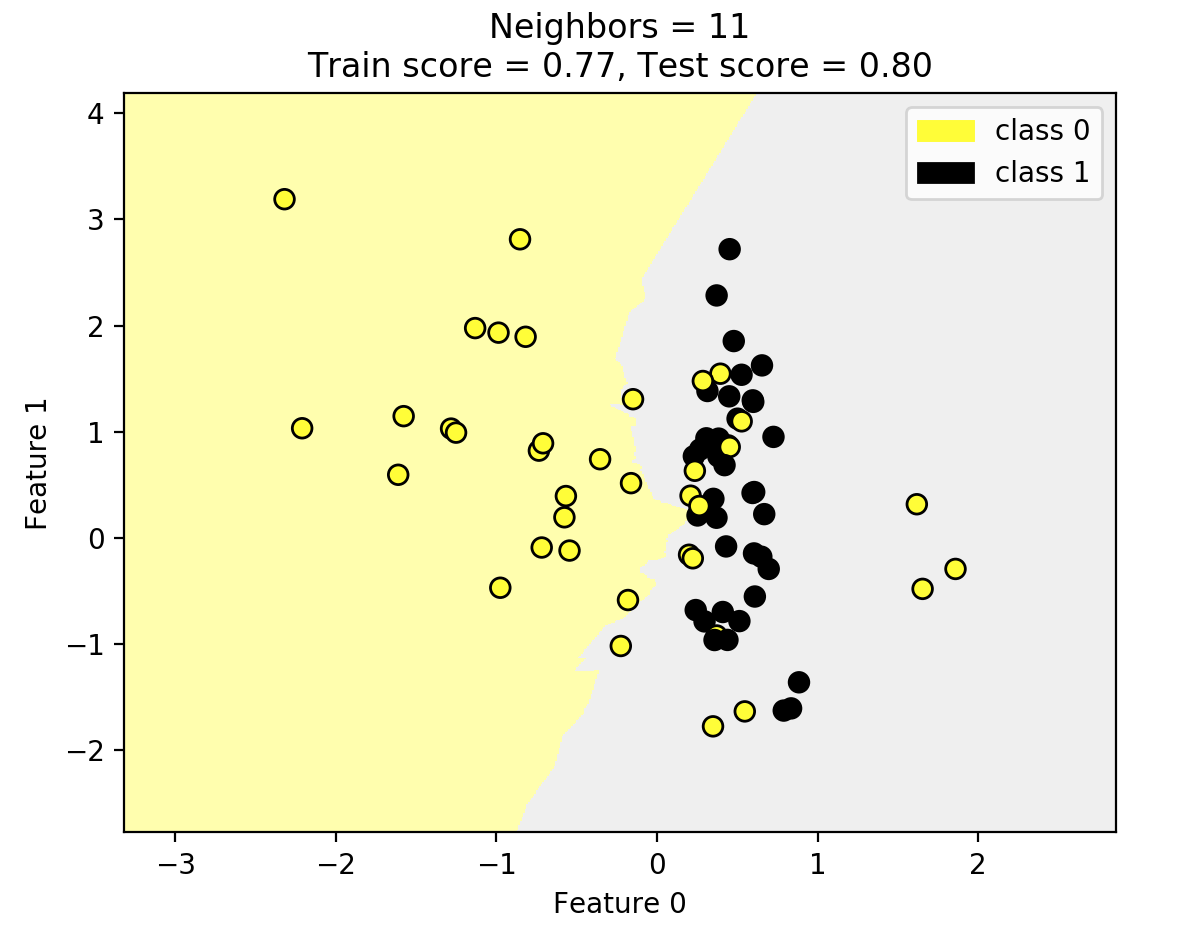 Neighbors = 11
Train score = 0.77, Test score = 0.80
class 0
class 1
4
3
2
1
0
−1
−2
Feature 1
−3
−2
−1
0
1
2
Feature 0